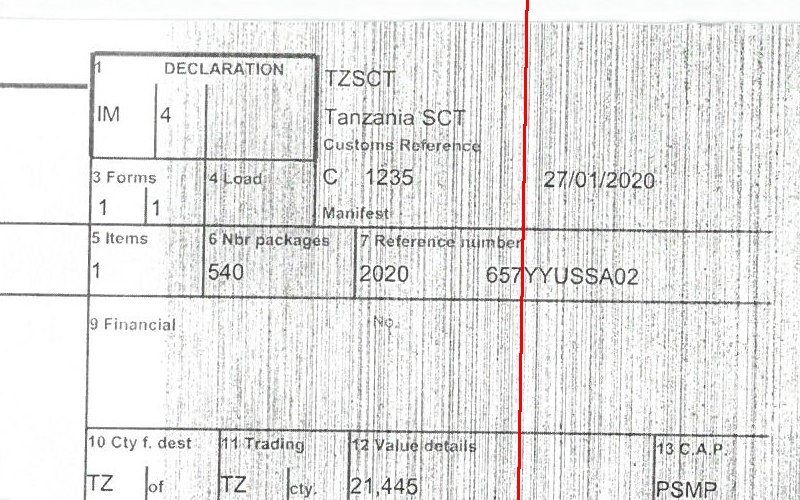 1 DECLARATION
TZSCT
IM 4
Tanzania SCT
Customs Reference
3 Forms 4 Load
C 1235 27/01/2020
1 1
Manifest
5 Items 6 Nbr packages 7 Reference number
1 540 2020 657YYUSSA02
9 Financial No.
10 Cty f. dest 11 Trading 12 Value details 13 C.A.P.
TZ of TZ cty. 21,445 PSMP